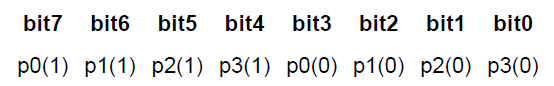 bit7 bit6 bit5 bit4 bit3 bit2 bit1 bit0
p0(1) p1(1) p2(1) p3(1) p0(0) p1(0) p2(0) p3(0)